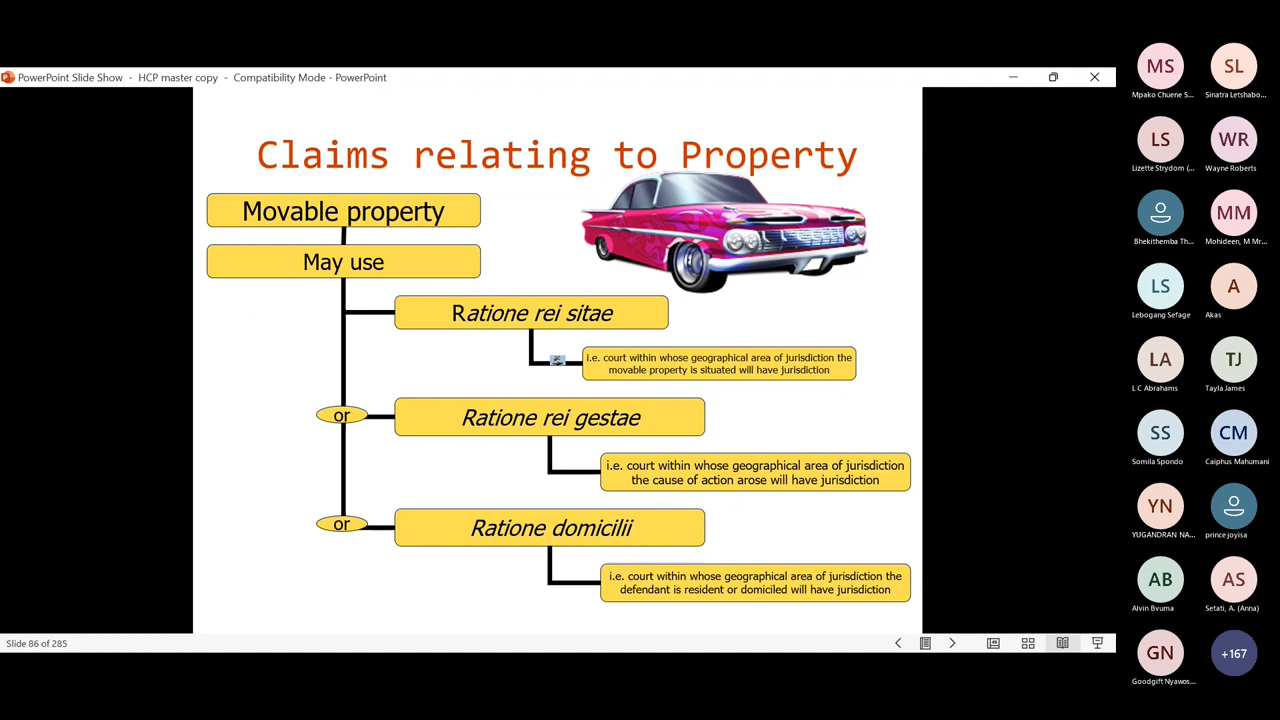 PowerPoint Slide Show - HCP master copy - Compatibility Mode - PowerPoint
Claims relating to Property
Movable property
May use
Ratione rei sitae
i.e. court within whose geographical area of jurisdiction the
movable property is situated will have jurisdiction
or
Ratione rei gestae
i.e. court within whose geographical area of jurisdiction
the cause of action arose will have jurisdiction
or
Ratione domicilii
i.e. court within whose geographical area of jurisdiction the
defendant is resident or domiciled will have jurisdiction
Slide 86 of 285
MS
Mpako Chuene S...
SL
Sinatra Letshabo...
LS
Lizette Strydom (...
WR
Wayne Roberts
Bhekithemba Th...
MM
Mohideen, M Mr...
LS
Lebogang Sefage
A
Akas
LA
L C Abrahams
TJ
Tayla James
SS
Somila Spondo
CM
Caiphus Mahumani
YN
YUGANDRAN NA...
prince joyisa
AB
Alvin Bvuma
AS
Setati, A. (Anna)
GN
Goodgift Nyawos...
+167